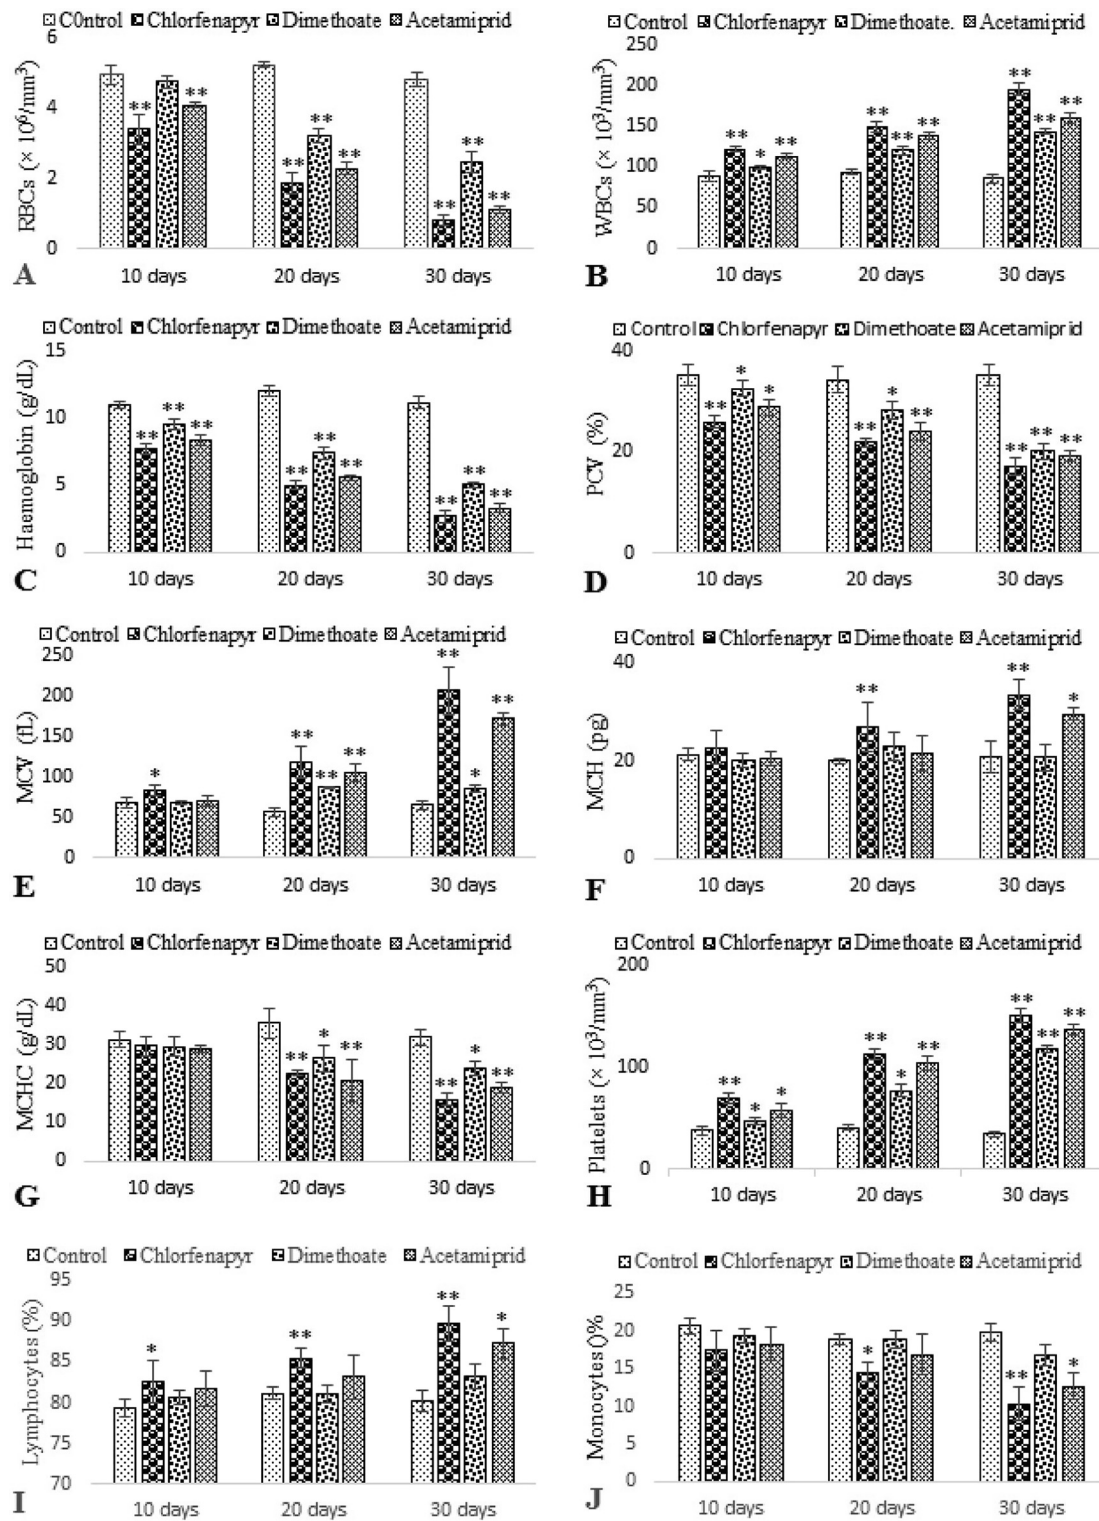 C0ntrol Chlorfenapyr Dimethoate Acetamiprid
6
4
2
0
RBCs (× 10⁶/mm³)
** ** ** ** ** ** ** **
10 days 20 days 30 days
A
Control Chlorfenapyr Dimethoate. Acetamiprid
250
200
150
100
50
0
WBCs (× 10³/mm³)
** * ** ** ** ** ** ** **
10 days 20 days 30 days
B
Control Chlorfenapyr Dimethoate Acetamiprid
15
10
5
0
Haemoglobin (g/dL)
** ** ** ** ** ** ** ** **
10 days 20 days 30 days
C
Control Chlorfenapyr Dimethoate Acetamiprid
40
20
0
PCV (%)
** * * ** * ** ** ** **
10 days 20 days 30 days
D
Control Chlorfenapyr Dimethoate Acetamiprid
250
200
150
100
50
0
MCV (fL)
* ** ** ** ** * **
10 days 20 days 30 days
E
Control Chlorfenapyr Dimethoate Acetamiprid
40
20
0
MCH (pg)
** ** *
10 days 20 days 30 days
F
Control Chlorfenapyr Dimethoate Acetamiprid
50
40
30
20
10
0
MCHC (g/dL)
** * ** ** * **
10 days 20 days 30 days
G
Control Chlorfenapyr Dimethoate Acetamiprid
200
100
0
Platelets (× 10³/mm³)
** * * ** * ** ** ** **
10 days 20 days 30 days
H
Control Chlorfenapyr Dimethoate Acetamiprid
95
90
85
80
75
70
Lymphocytes (%)
* ** ** *
10 days 20 days 30 days
I
Control Chlorfenapyr Dimethoate Acetamiprid
25
20
15
10
5
0
Monocytes()%
* ** *
10 days 20 days 30 days
J